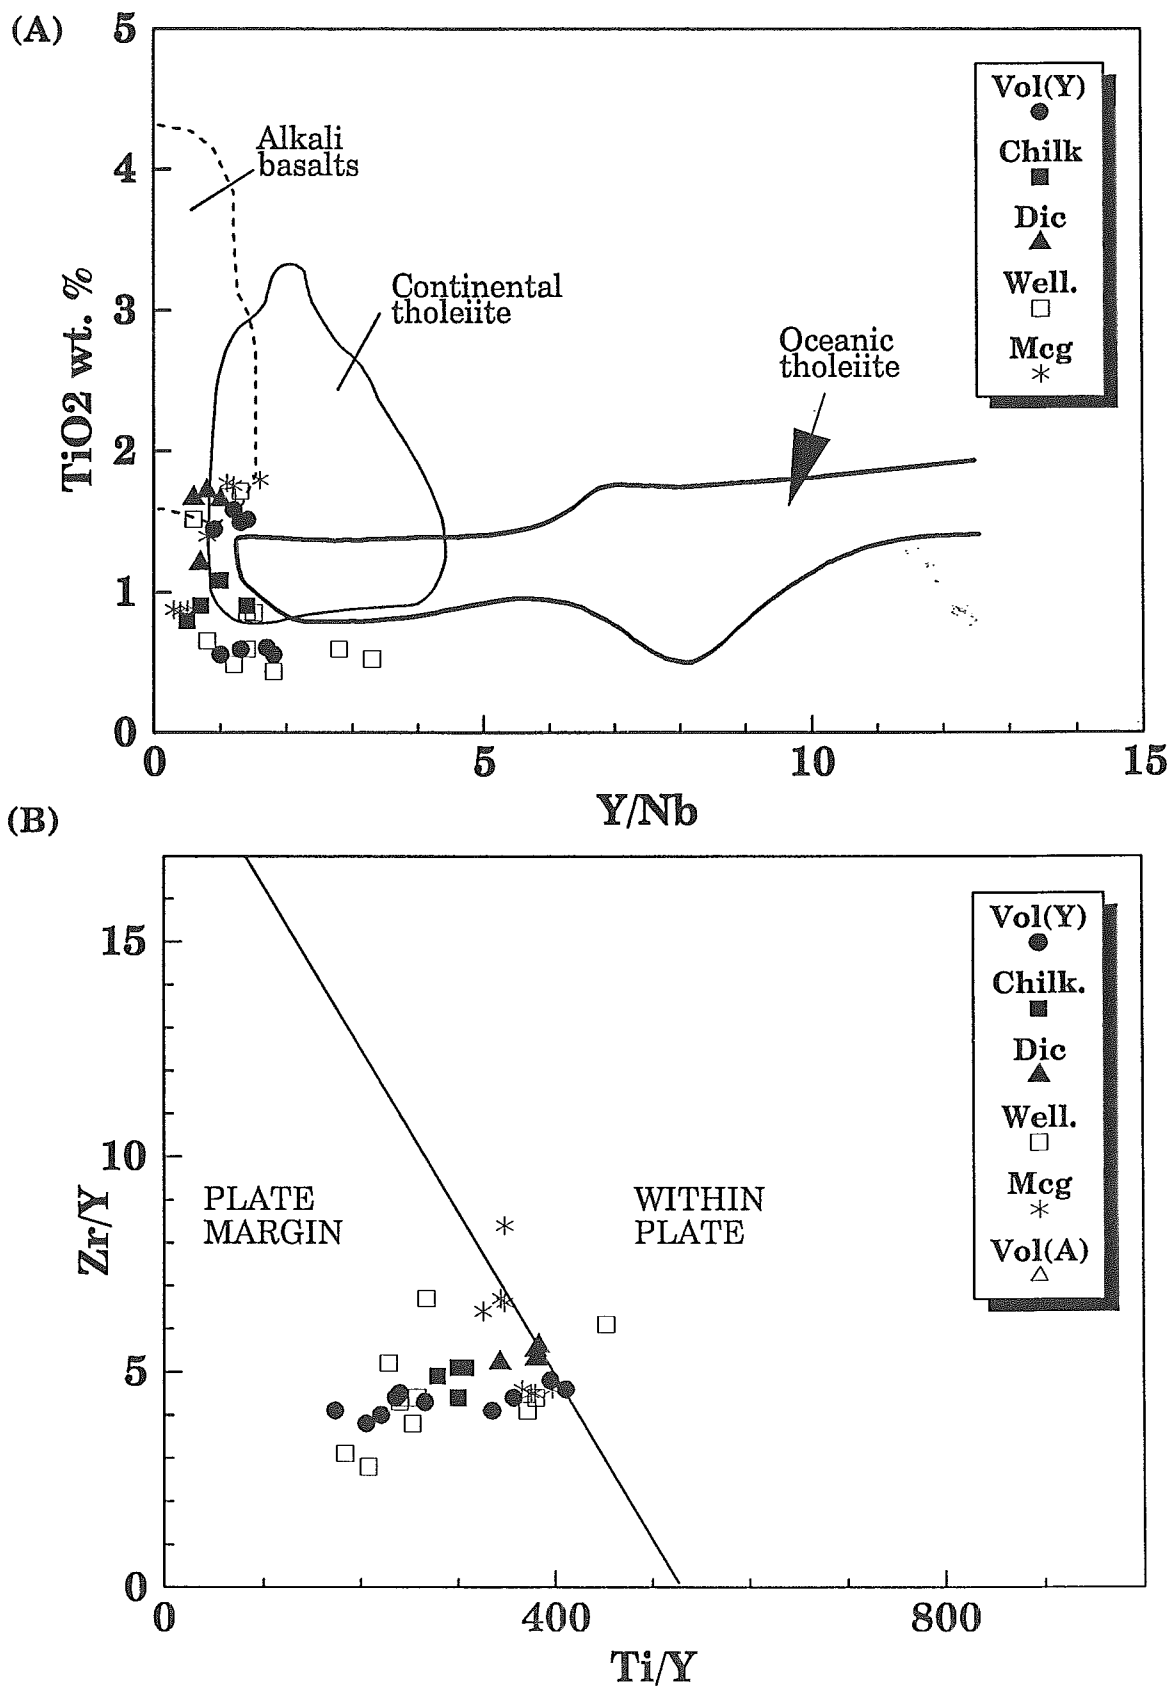 (A)
5
4
3
2
1
0
TiO2 wt. %
Alkali
basalts
Continental
tholeiite
Oceanic
tholeiite
Vol(Y)
Chilk
Dic
Well.
Mcg
0
5
10
15
Y/Nb
(B)
15
10
5
0
Zr/Y
PLATE
MARGIN
WITHIN
PLATE
Vol(Y)
Chilk.
Dic
Well.
Mcg
Vol(A)
0
400
800
Ti/Y